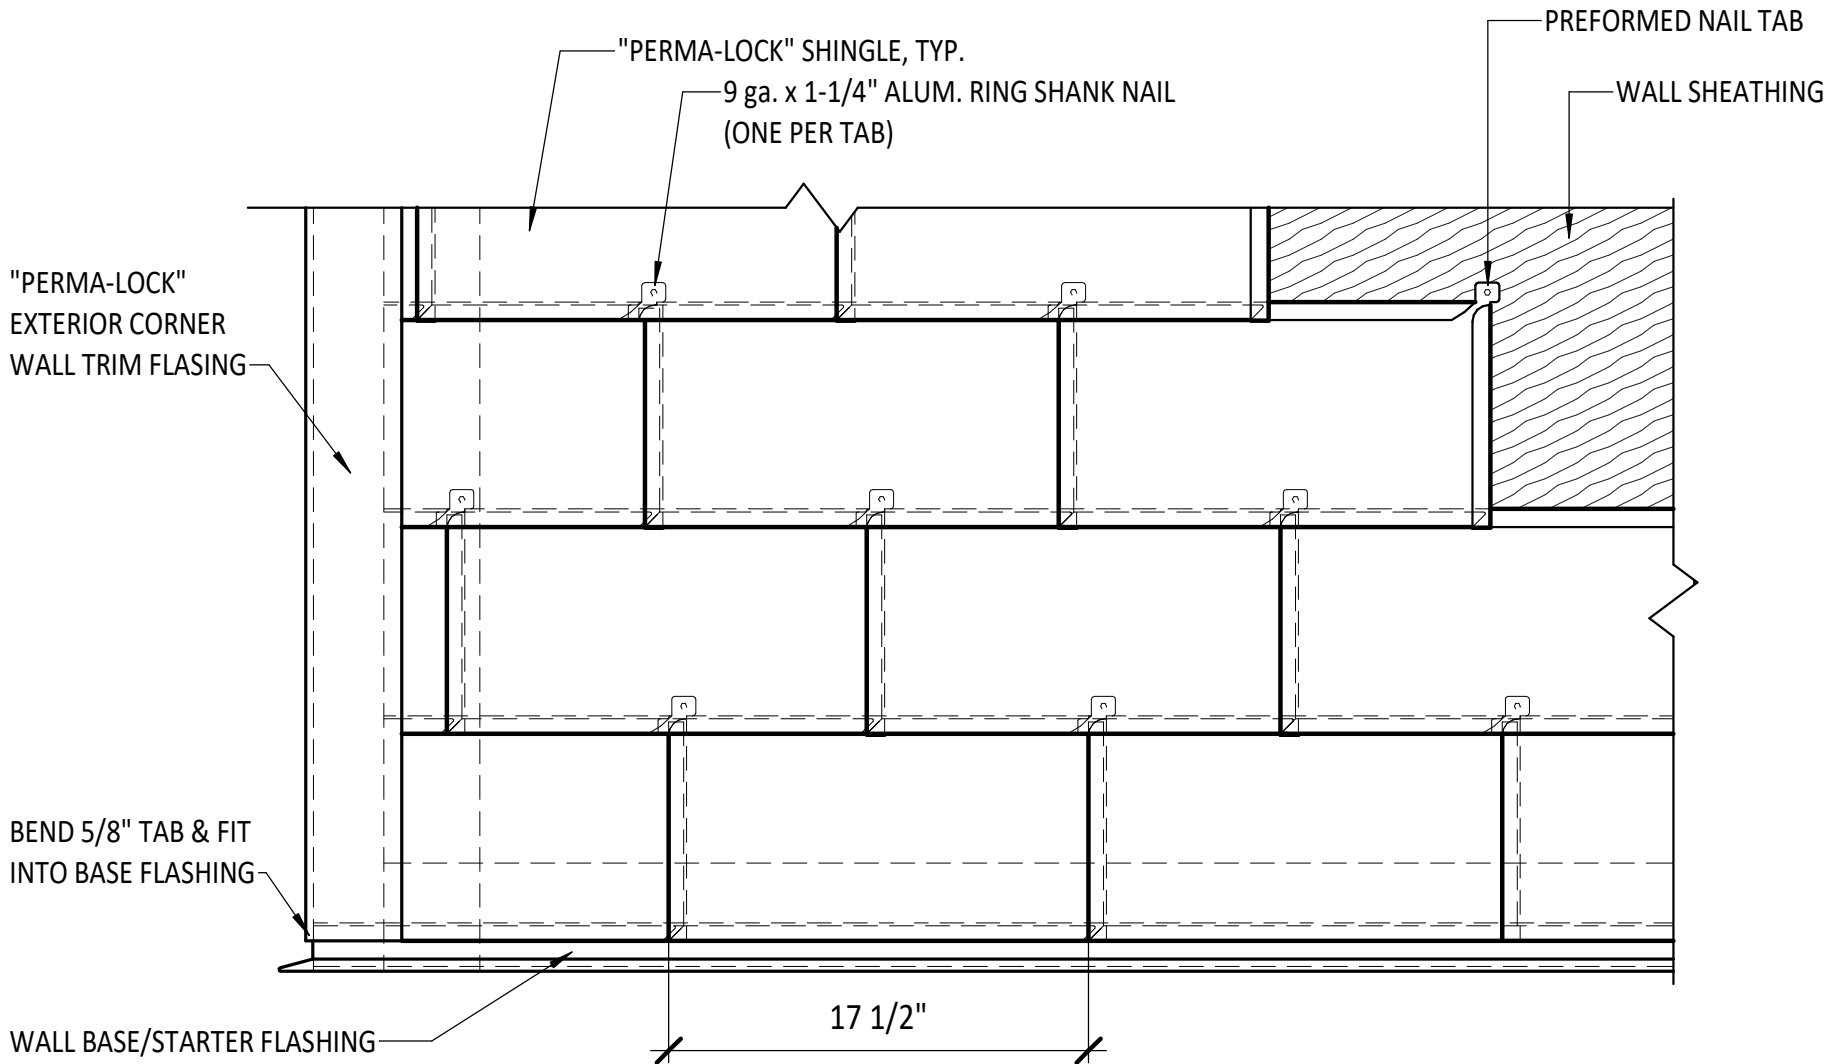 PREFORMED NAIL TAB
"PERMA-LOCK" SHINGLE, TYP.
9 ga. x 1-1/4" ALUM. RING SHANK NAIL
(ONE PER TAB)
WALL SHEATHING
"PERMA-LOCK"
EXTERIOR CORNER
WALL TRIM FLASING
BEND 5/8" TAB & FIT
INTO BASE FLASHING
17 1/2"
WALL BASE/STARTER FLASHING